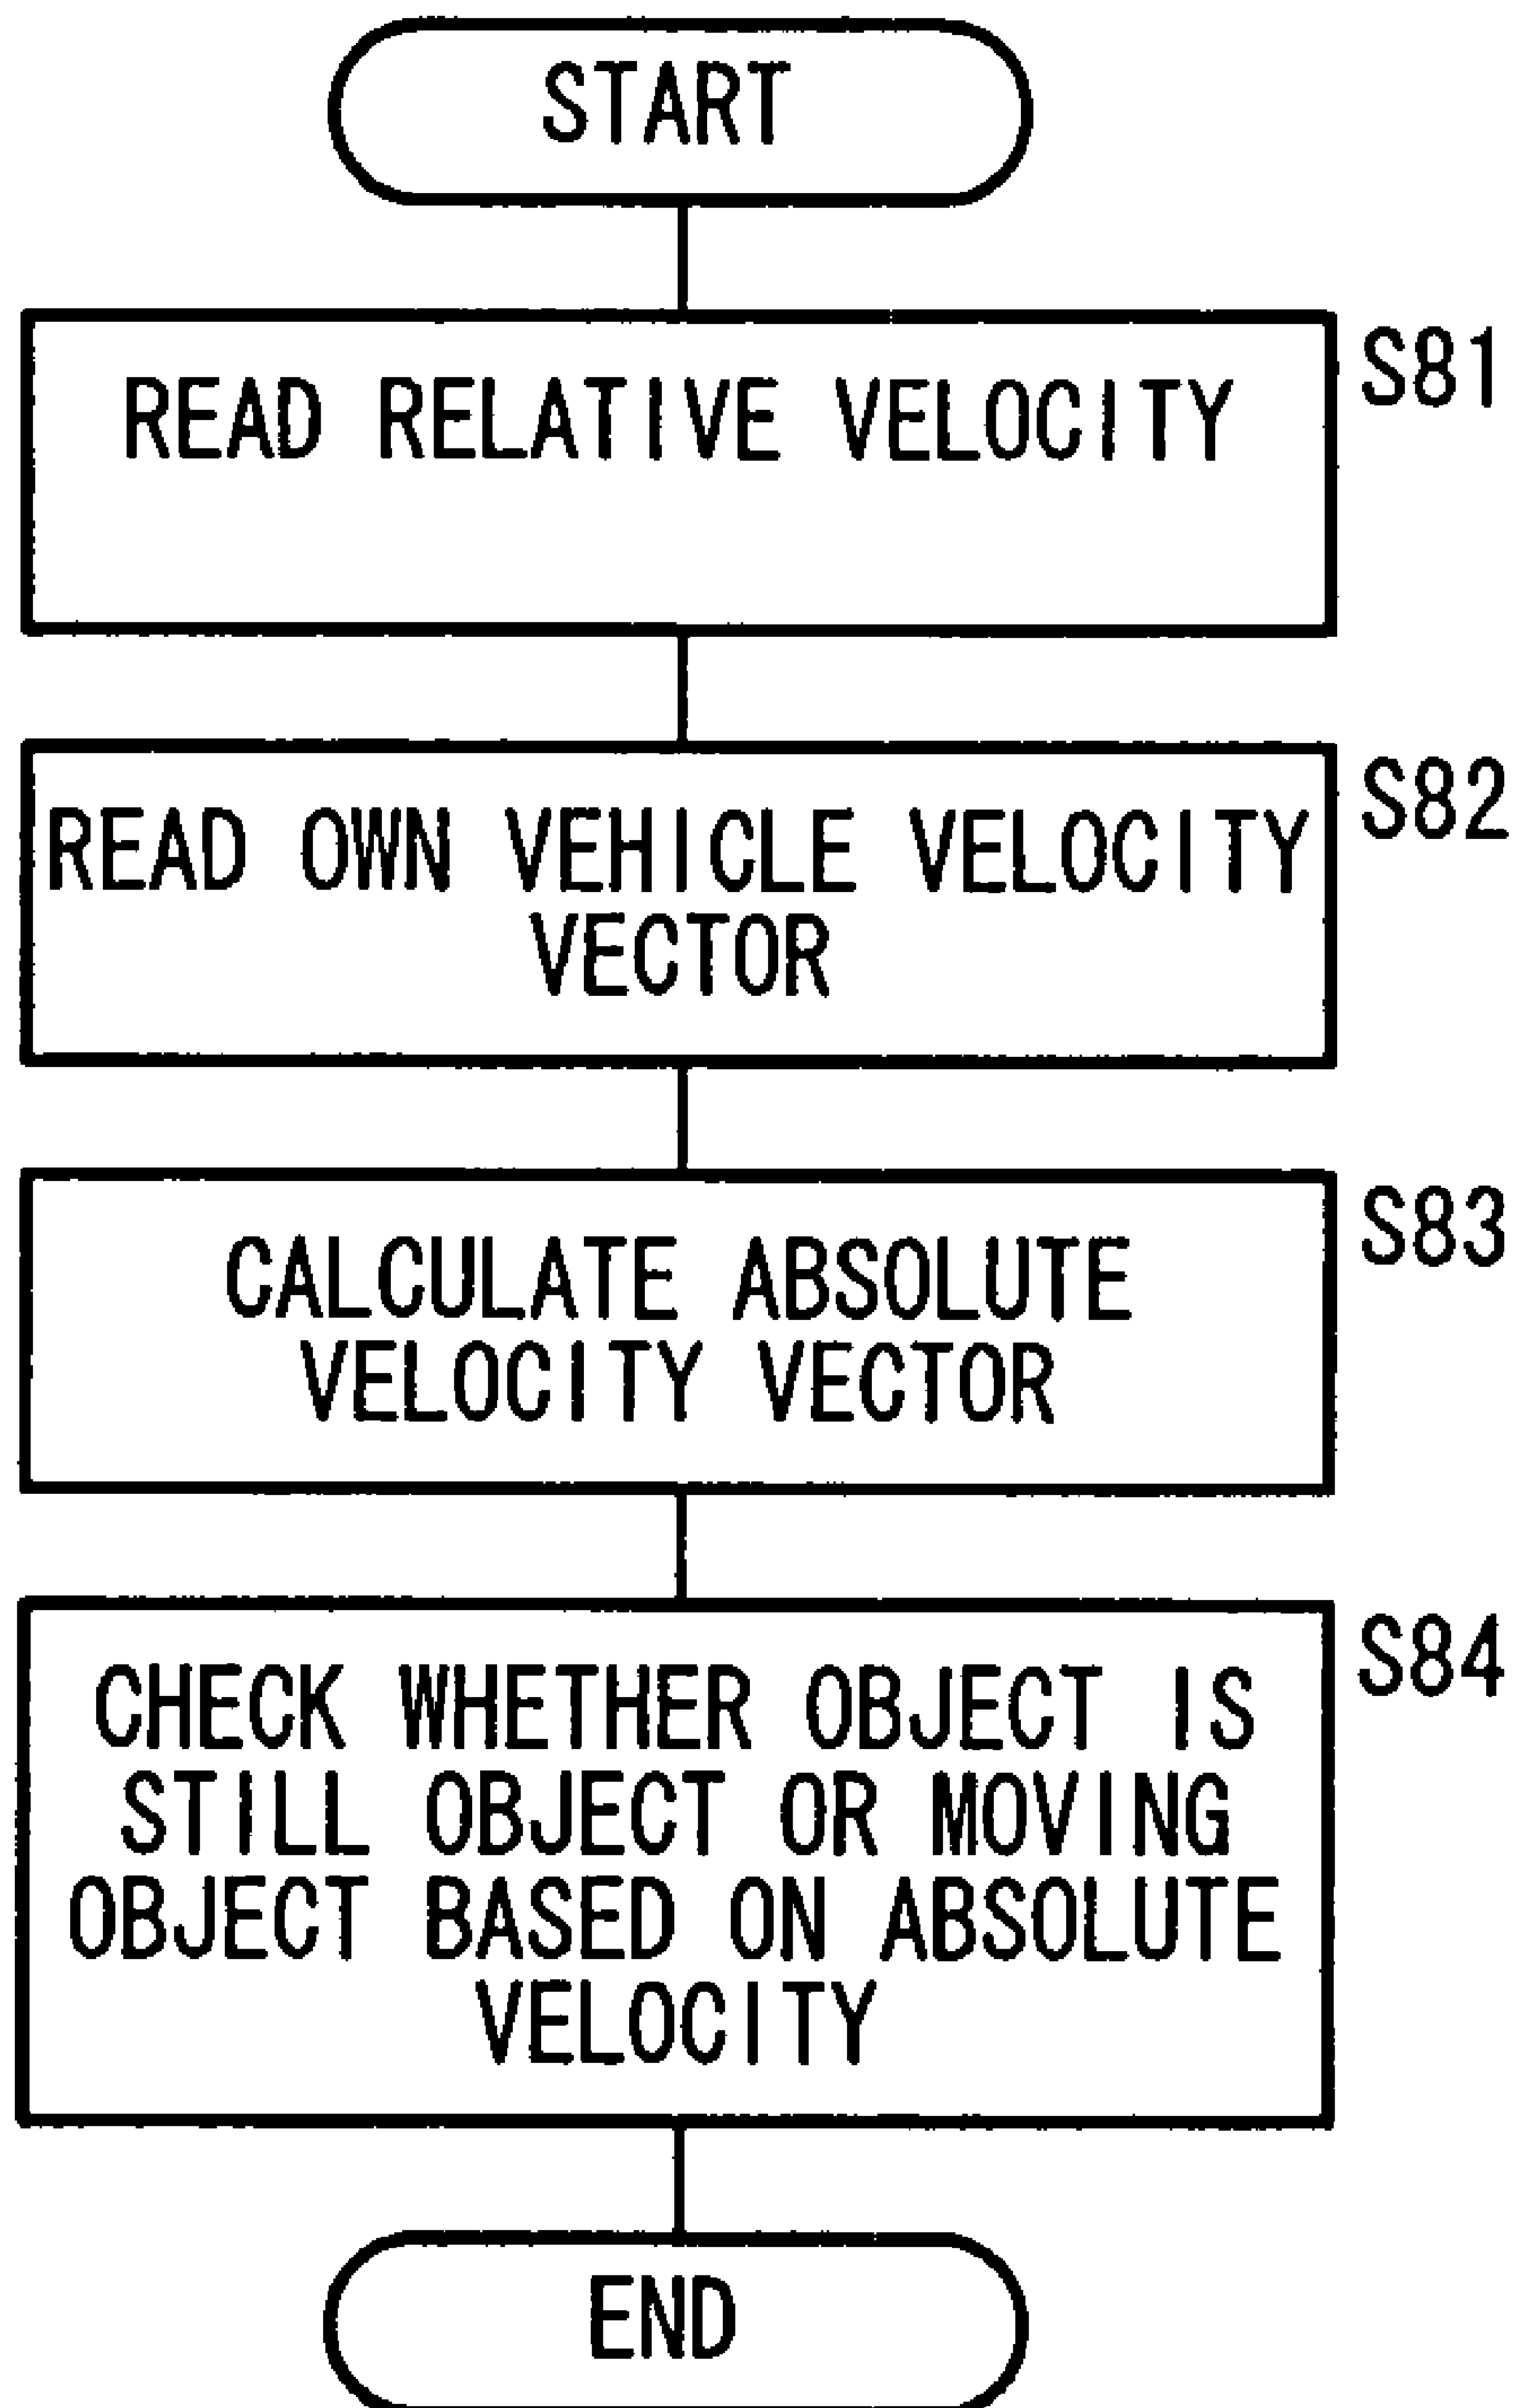 START
READ RELATIVE VELOCITY
S81
READ OWN VEHICLE VELOCITY
VECTOR
S82
CALCULATE ABSOLUTE
VELOCITY VECTOR
S83
CHECK WHETHER OBJECT IS
STILL OBJECT OR MOVING
OBJECT BASED ON ABSOLUTE
VELOCITY
S84
END